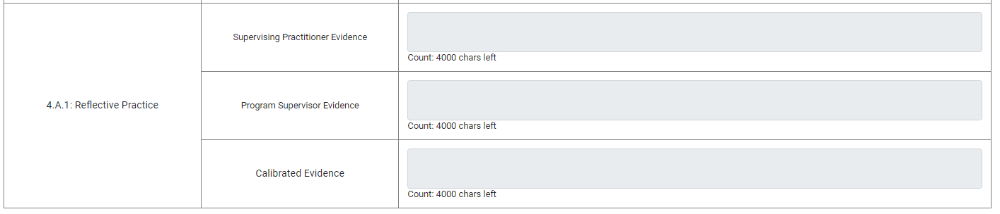 4.A.1: Reflective Practice
Supervising Practitioner Evidence
Count: 4000 chars left
Program Supervisor Evidence
Count: 4000 chars left
Calibrated Evidence
Count: 4000 chars left